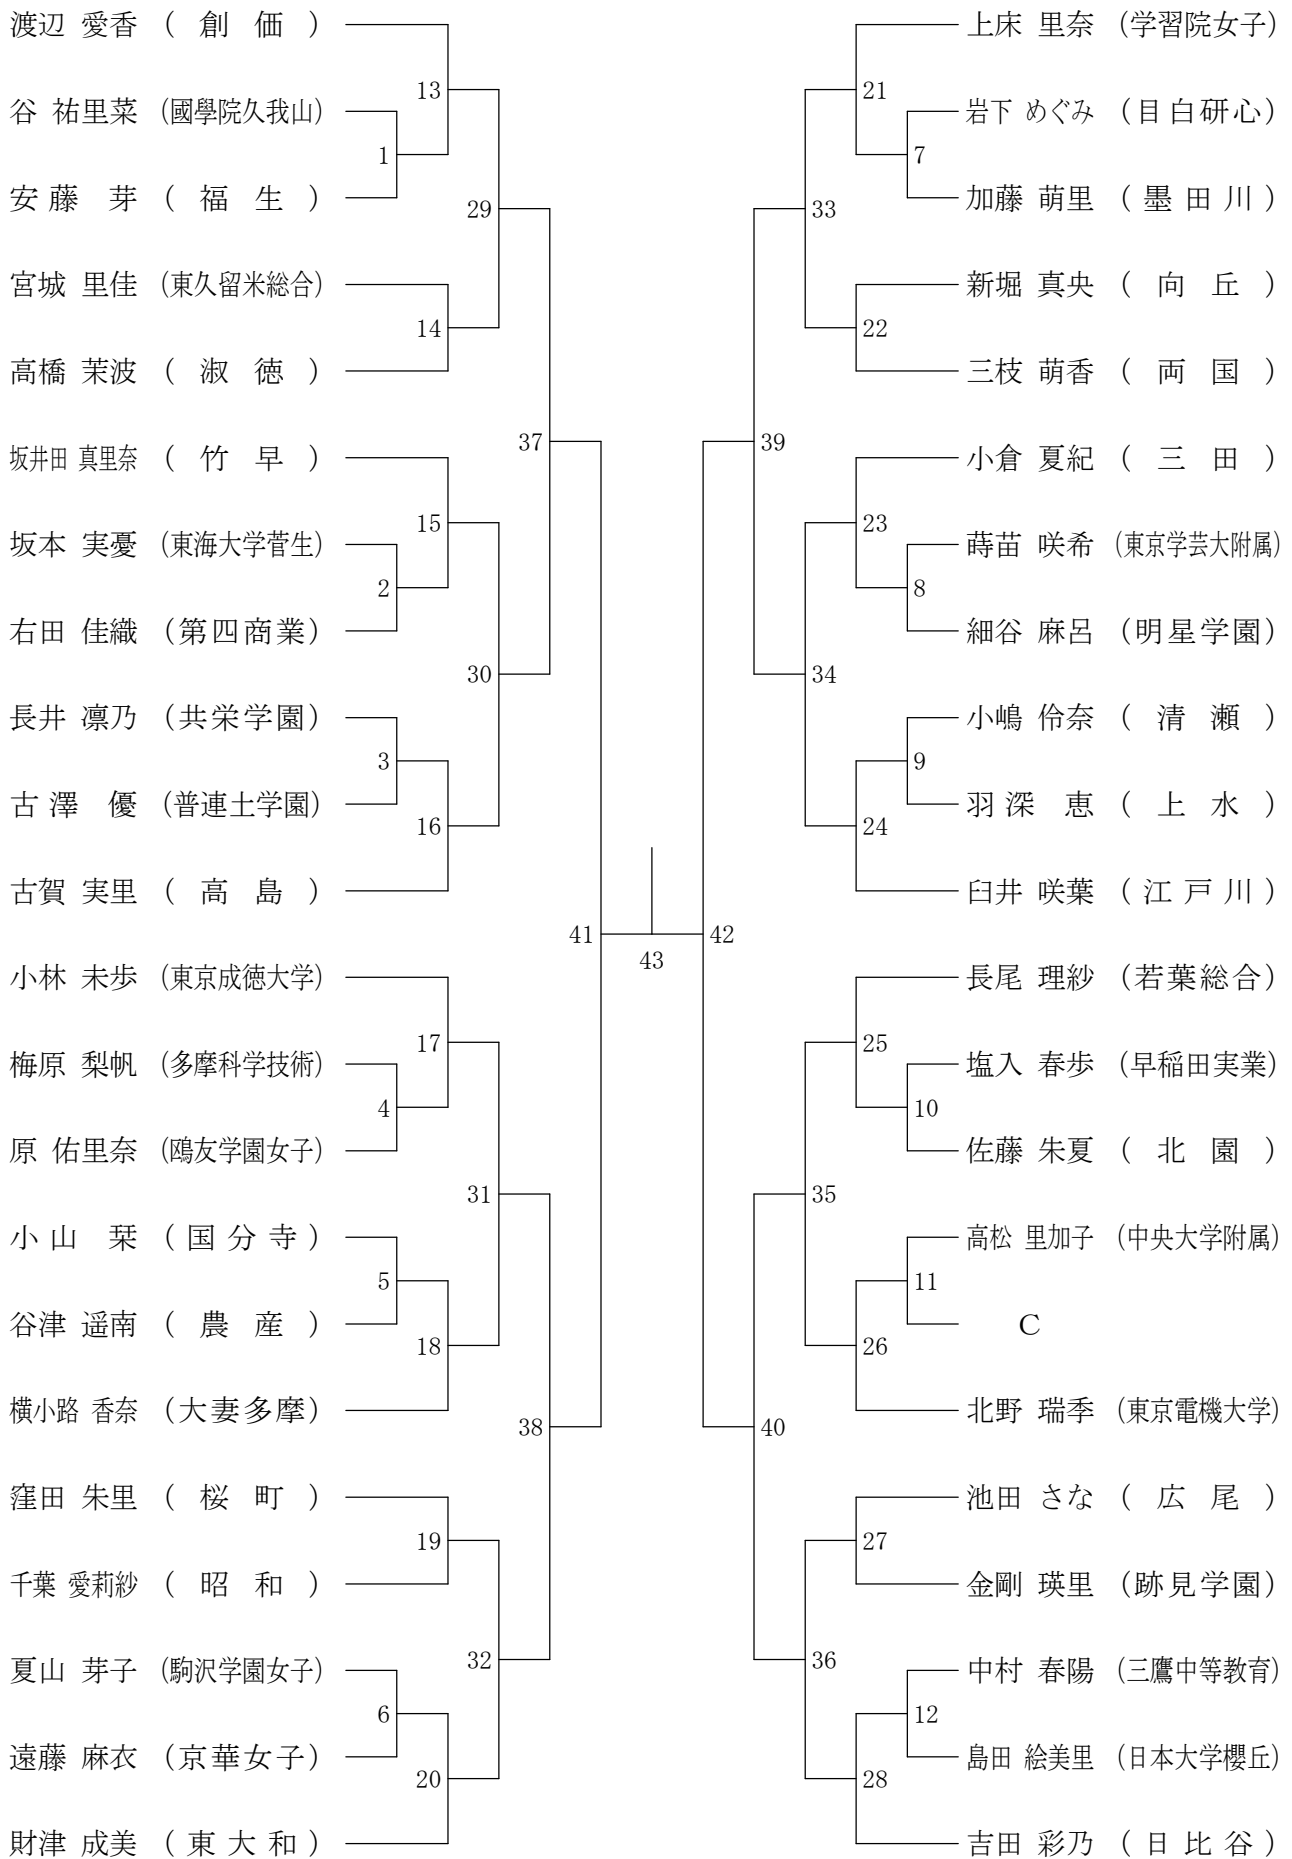 渡辺 愛香 （ 創 価 ）
13
谷 祐里菜 （國學院久我山）
1
安藤 芽 （ 福 生 ）
29
宮城 里佳 （東久留米総合）
14
高橋 茉波 （ 淑 徳 ）
37
坂井田 真里奈 （ 竹 早 ）
15
坂本 実憂 （東海大学菅生）
2
右田 佳織 （第四商業）
30
長井 凛乃 （共栄学園）
3
古澤 優 （普連土学園）
16
古賀 実里 （ 高 島 ）
41
小林 未歩 （東京成徳大学）
17
梅原 梨帆 （多摩科学技術）
4
原 佑里奈 （鴎友学園女子）
31
小山 栞 （ 国 分 寺 ）
5
谷津 遥南 （ 農 産 ）
18
横小路 香奈 （大妻多摩）
38
窪田 朱里 （ 桜 町 ）
19
千葉 愛莉紗 （ 昭 和 ）
32
夏山 芽子 （駒沢学園女子）
6
遠藤 麻衣 （京華女子）
20
財津 成美 （ 東 大 和 ）
43
上床 里奈 （学習院女子）
21
岩下 めぐみ （目白研心）
7
加藤 萌里 （ 墨 田 川 ）
33
新堀 真央 （ 向 丘 ）
22
三枝 萌香 （ 両 国 ）
39
小倉 夏紀 （ 三 田 ）
23
蒔苗 咲希 （東京学芸大附属）
8
細谷 麻呂 （明星学園）
34
小嶋 伶奈 （ 清 瀬 ）
9
羽深 恵 （ 上 水 ）
24
臼井 咲葉 （ 江 戸 川 ）
42
長尾 理紗 （若葉総合）
25
塩入 春歩 （早稲田実業）
10
佐藤 朱夏 （ 北 園 ）
35
高松 里加子 （中央大学附属）
11
C
26
北野 瑞季 （東京電機大学）
40
池田 さな （ 広 尾 ）
27
金剛 瑛里 （跡見学園）
36
中村 春陽 （三鷹中等教育）
12
島田 絵美里 （日本大学櫻丘）
28
吉田 彩乃 （ 日 比 谷 ）